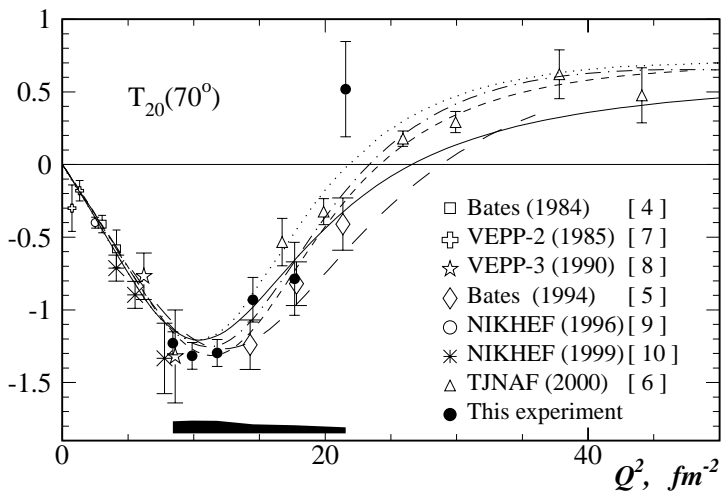 1
0.5
0
-0.5
-1
-1.5
T20(70o)
Bates (1984) [ 4 ]
VEPP-2 (1985) [ 7 ]
VEPP-3 (1990) [ 8 ]
Bates (1994) [ 5 ]
NIKHEF (1996) [ 9 ]
NIKHEF (1999) [ 10 ]
TJNAF (2000) [ 6 ]
This experiment
0 20 40
Q2, fm-2